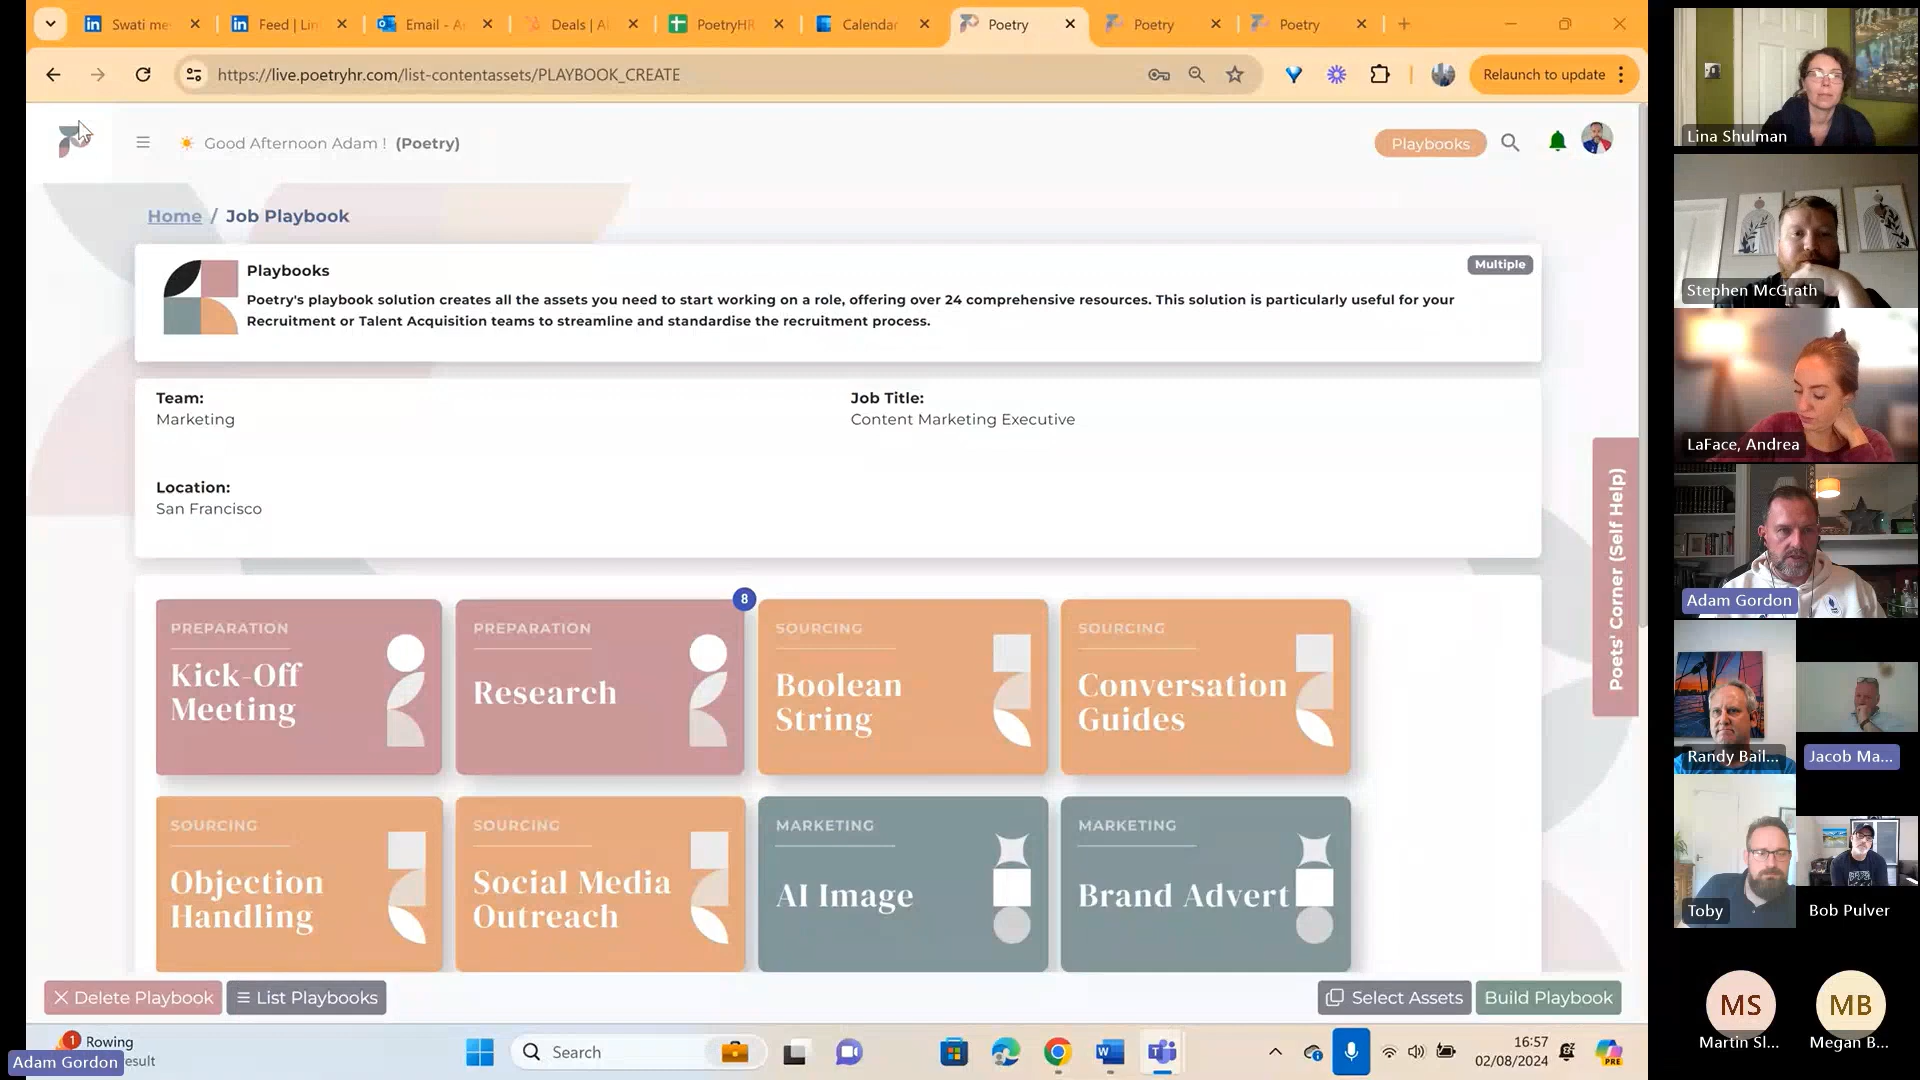 Swati me
Feed | Lin
Email - A
Deals | A
PoetryHR
Calendar
Poetry
Poetry
Poetry
https://live.poetryhr.com/list-contentassets/PLAYBOOK_CREATE
Relaunch to update
Good Afternoon Adam ! (Poetry)
Playbooks
Home / Job Playbook
Playbooks
Multiple
Poetry's playbook solution creates all the assets you need to start working on a role, offering over 24 comprehensive resources. This solution is particularly useful for your
Recruitment or Talent Acquisition teams to streamline and standardise the recruitment process.
Team:
Marketing
Job Title:
Content Marketing Executive
Location:
San Francisco
Poets' Corner (Self Help)
PREPARATION
Kick-Off
Meeting
8
PREPARATION
Research
SOURCING
Boolean
String
SOURCING
Conversation
Guides
SOURCING
Objection
Handling
SOURCING
Social Media
Outreach
MARKETING
AI Image
MARKETING
Brand Advert
Delete Playbook
List Playbooks
Select Assets
Build Playbook
1
Rowing
esult
Adam Gordon
Search
16:57
02/08/2024
PRE
Lina Shulman
Stephen McGrath
LaFace, Andrea
Adam Gordon
Randy Bail...
Jacob Ma...
Toby
Bob Pulver
MS
Martin Sl...
MB
Megan B...